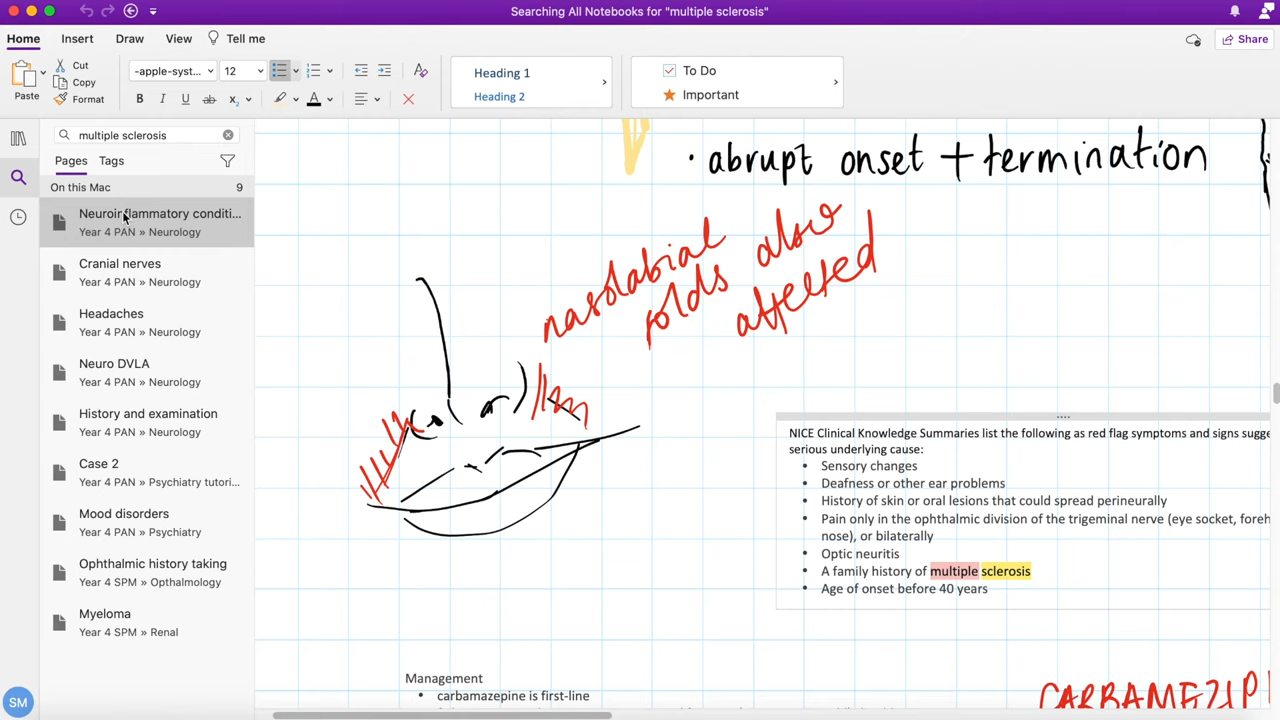 Searching All Notebooks for "multiple sclerosis"
Home Insert Draw View Tell me
Share
Paste
Cut
Copy
Format
-apple-syst... 12
B I U ab x₂ A
Heading 1
Heading 2
To Do
Important
multiple sclerosis
Pages Tags
On this Mac 9
Neuroinflammatory conditi...
Year 4 PAN » Neurology
Cranial nerves
Year 4 PAN » Neurology
Headaches
Year 4 PAN » Neurology
Neuro DVLA
Year 4 PAN » Neurology
History and examination
Year 4 PAN » Neurology
Case 2
Year 4 PAN » Psychiatry tutori...
Mood disorders
Year 4 PAN » Psychiatry
Ophthalmic history taking
Year 4 SPM » Opthalmology
Myeloma
Year 4 SPM » Renal
SM
• abrupt onset + termination
nasolabial
folds also
affected
NICE Clinical Knowledge Summaries list the following as red flag symptoms and signs sugge
serious underlying cause:
• Sensory changes
• Deafness or other ear problems
• History of skin or oral lesions that could spread perineurally
• Pain only in the ophthalmic division of the trigeminal nerve (eye socket, foreh
nose), or bilaterally
• Optic neuritis
• A family history of multiple sclerosis
• Age of onset before 40 years
Management
• carbamazepine is first-line
CARBAMEZIP